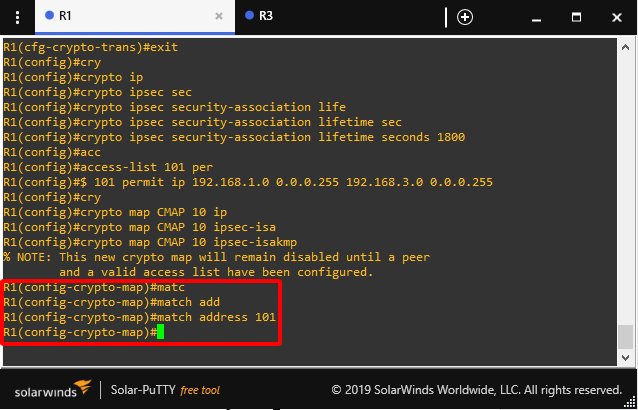 R1
R3
R1(cfg-crypto-trans)#exit
R1(config)#cry
R1(config)#crypto ip
R1(config)#crypto ipsec sec
R1(config)#crypto ipsec security-association life
R1(config)#crypto ipsec security-association lifetime sec
R1(config)#crypto ipsec security-association lifetime seconds 1800
R1(config)#acc
R1(config)#access-list 101 per
R1(config)#$ 101 permit ip 192.168.1.0 0.0.0.255 192.168.3.0 0.0.0.255
R1(config)#cry
R1(config)#crypto map CMAP 10 ip
R1(config)#crypto map CMAP 10 ipsec-isa
R1(config)#crypto map CMAP 10 ipsec-isakmp
% NOTE: This new crypto map will remain disabled until a peer
and a valid access list have been configured.
R1(config-crypto-map)#matc
R1(config-crypto-map)#match add
R1(config-crypto-map)#match address 101
R1(config-crypto-map)#
solarwinds
Solar-PuTTY free tool
© 2019 SolarWinds Worldwide, LLC. All rights reserved.